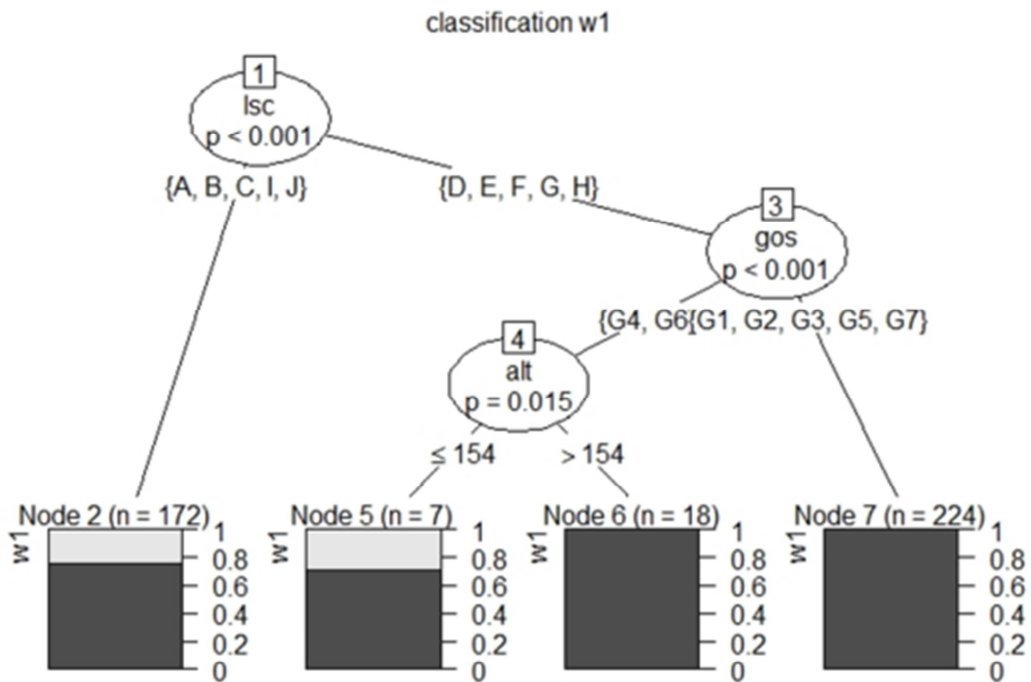 classification w1
1
lsc
p < 0.001
{A, B, C, I, J}
{D, E, F, G, H}
3
gos
p < 0.001
{G4, G6{G1, G2, G3, G5, G7}
4
alt
p = 0.015
≤ 154
> 154
Node 2 (n = 172)
w1
1
0.8
0.6
0.4
0.2
0
Node 5 (n = 7)
w1
1
0.8
0.6
0.4
0.2
0
Node 6 (n = 18)
w1
1
0.8
0.6
0.4
0.2
0
Node 7 (n = 224)
w1
1
0.8
0.6
0.4
0.2
0